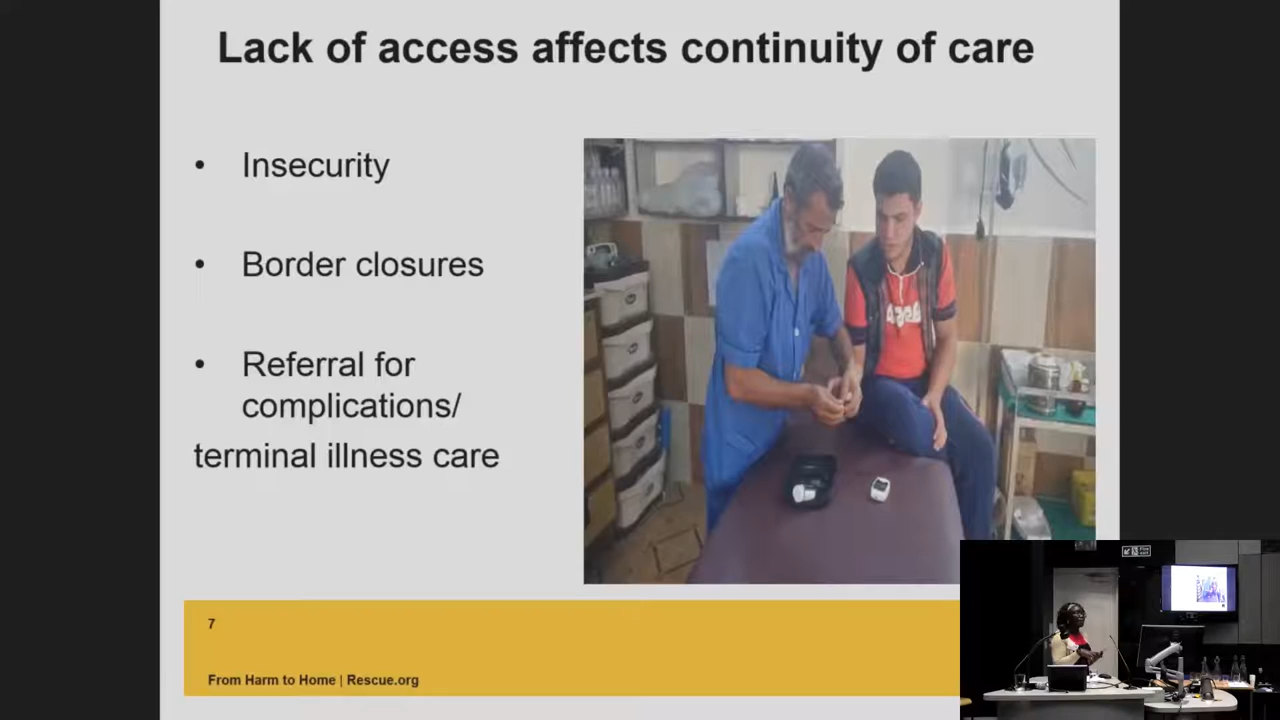 Lack of access affects continuity of care
• Insecurity
• Border closures
• Referral for
complications/
terminal illness care
7
From Harm to Home | Rescue.org